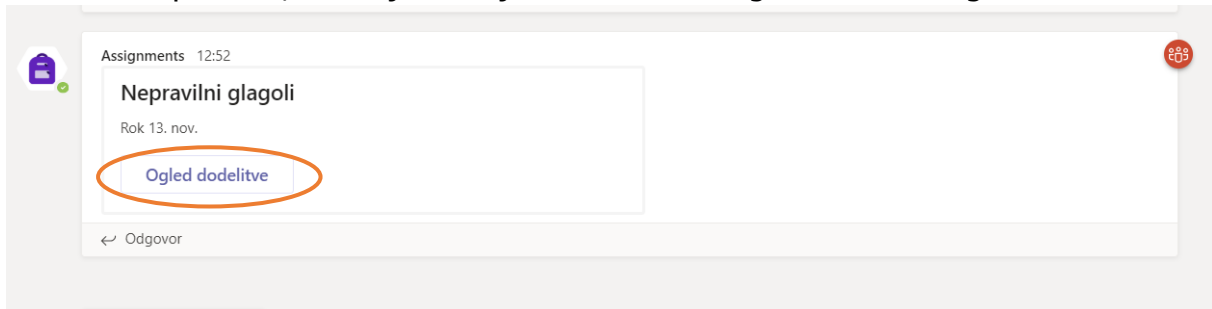 Assignments 12:52
Nepravilni glagoli
Rok 13. nov.
Ogled dodelitve
Odgovor